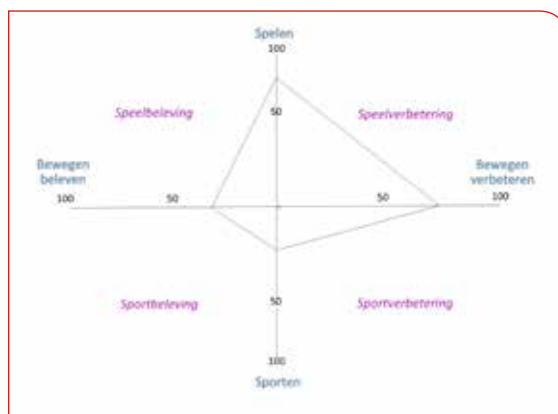 Spelen
100
Speelbeleving
50
Speelverbetering
Bewegen
beleven
100
50
50
Bewegen
verbeteren
100
Sportbeleving
50
Sportverbetering
100
Sporten